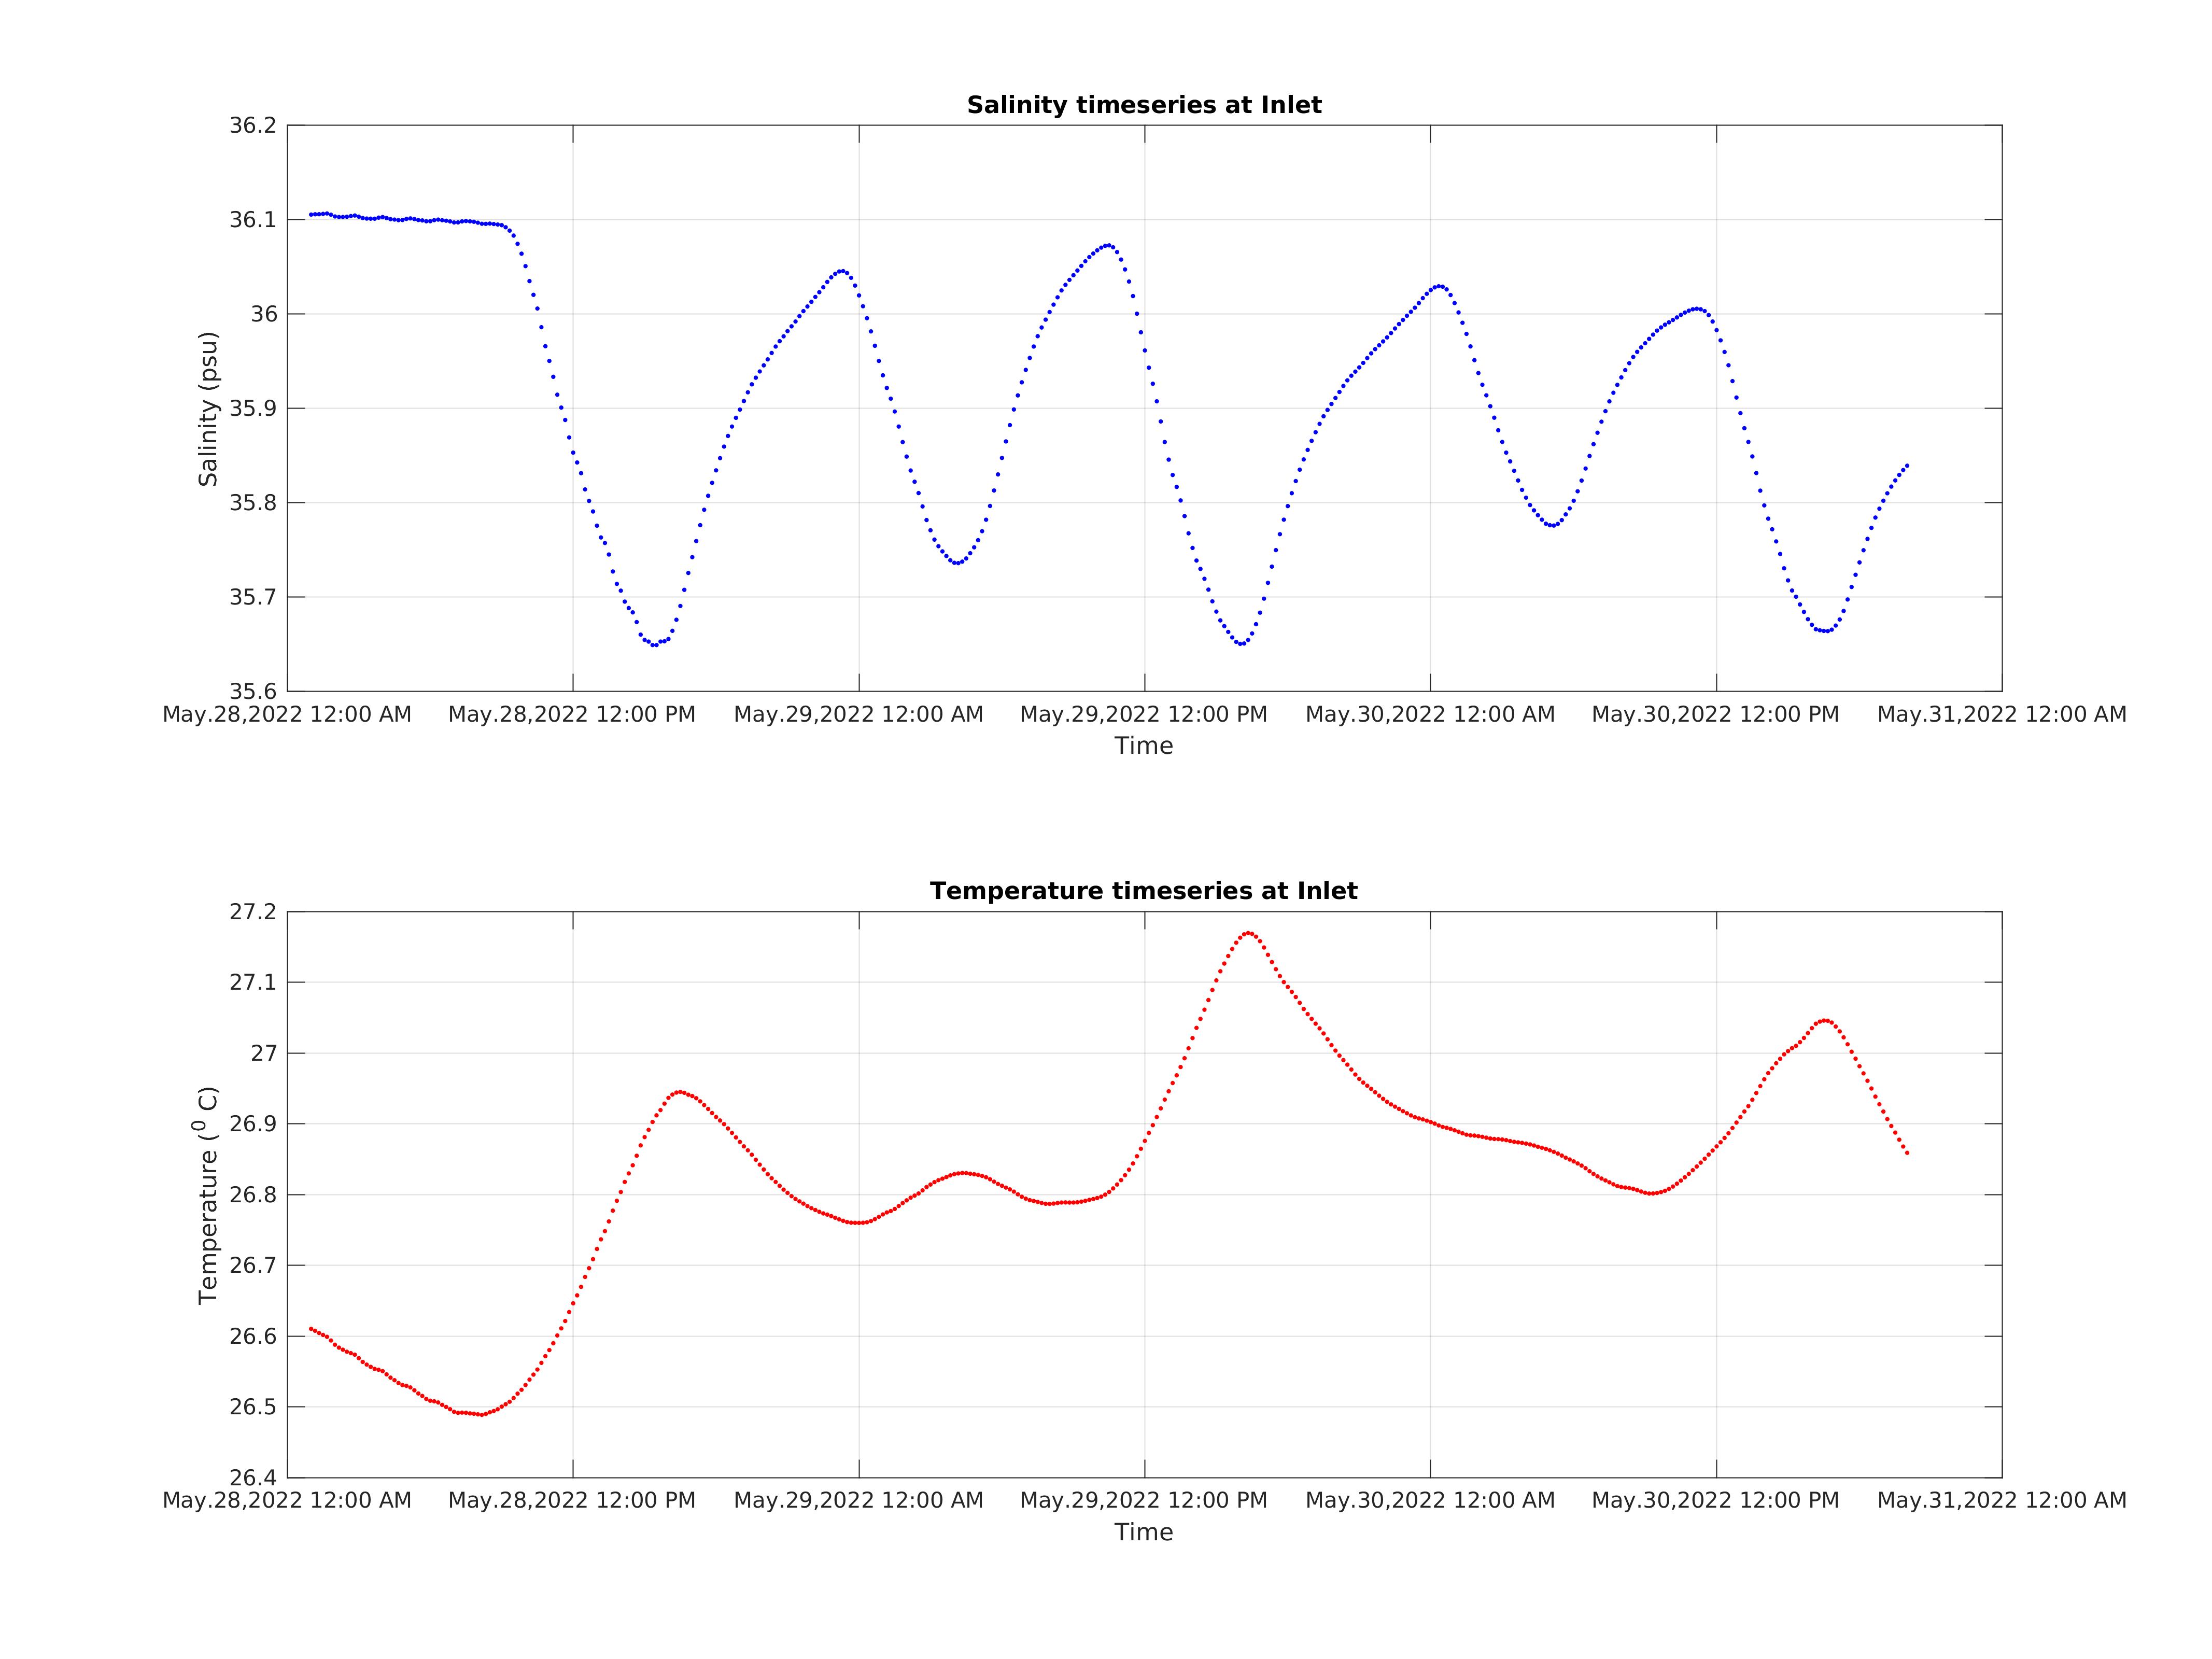 Salinity timeseries at Inlet
36.2
36.1
36
35.9
35.8
35.7
35.6
Salinity (psu)
May.28,2022 12:00 AM May.28,2022 12:00 PM May.29,2022 12:00 AM May.29,2022 12:00 PM May.30,2022 12:00 AM May.30,2022 12:00 PM May.31,2022 12:00 AM
Time
Temperature timeseries at Inlet
27.2
27.1
27
26.9
26.8
26.7
26.6
26.5
26.4
Temperature (⁰ C)
May.28,2022 12:00 AM May.28,2022 12:00 PM May.29,2022 12:00 AM May.29,2022 12:00 PM May.30,2022 12:00 AM May.30,2022 12:00 PM May.31,2022 12:00 AM
Time